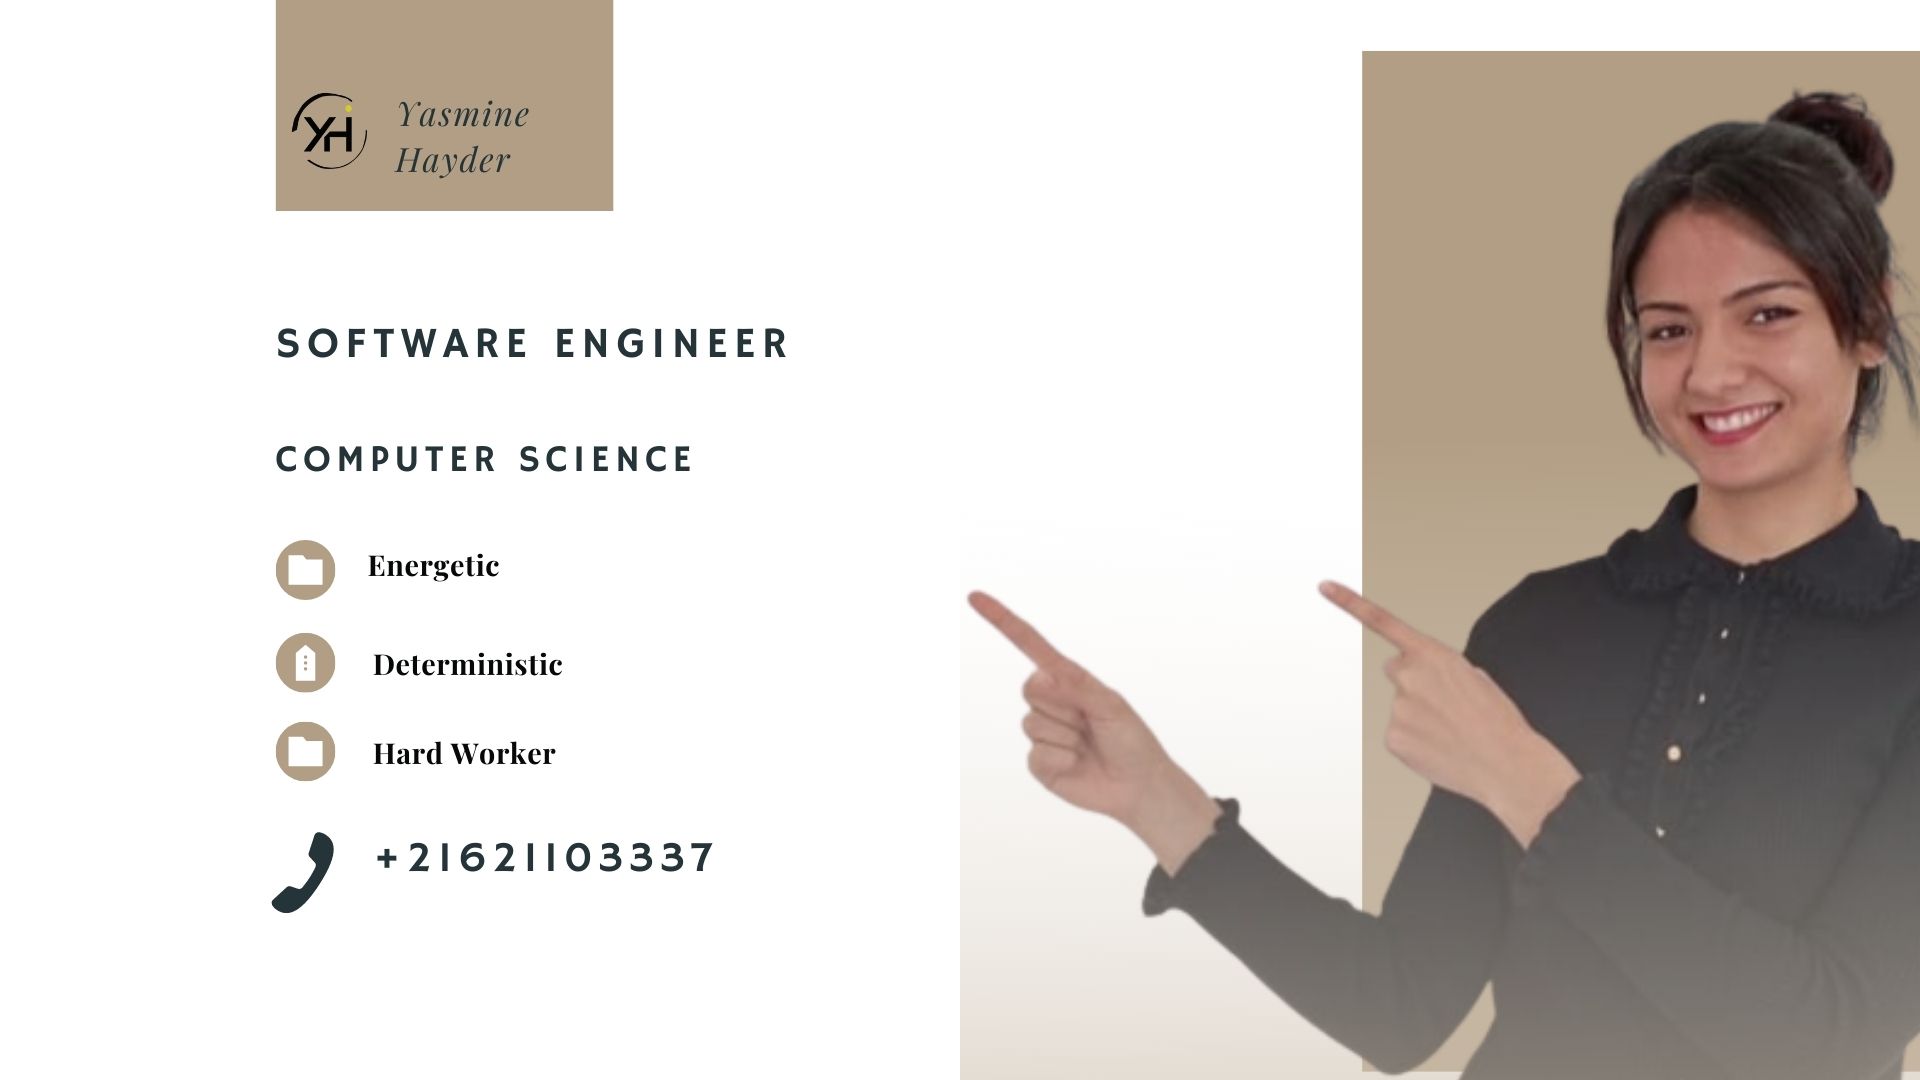 YH
Yasmine
Hayder
SOFTWARE ENGINEER
COMPUTER SCIENCE
Energetic
Deterministic
Hard Worker
+21621103337